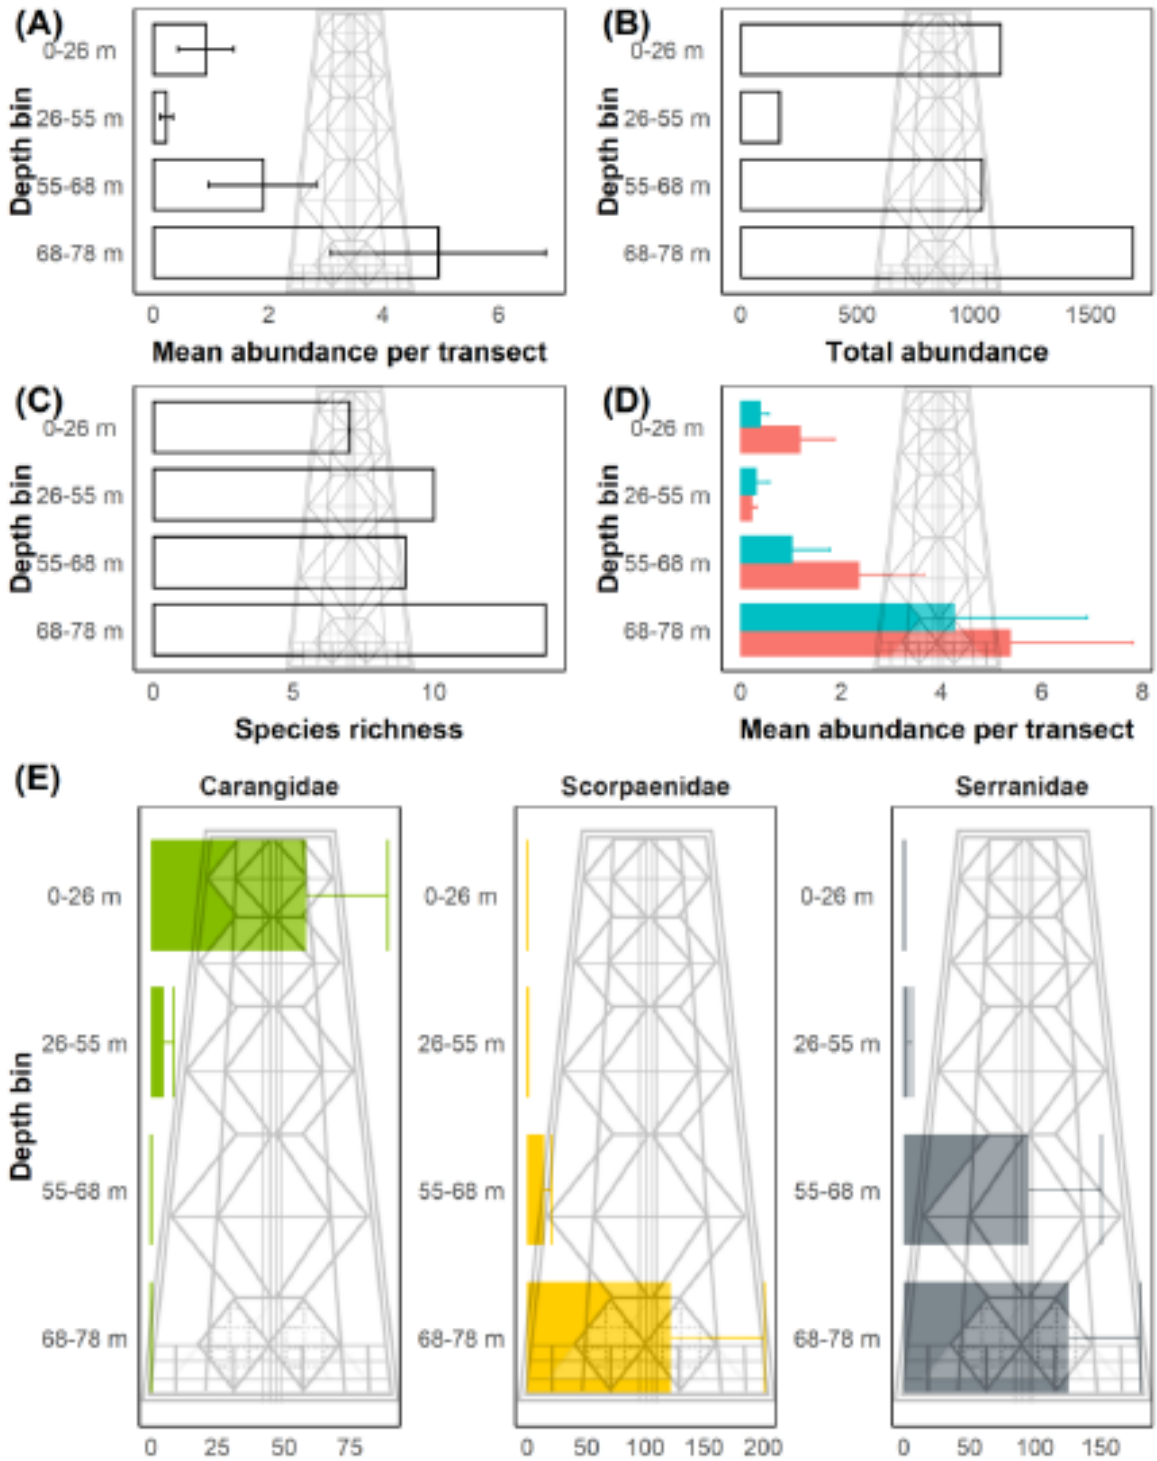 (A)
Depth bin
0-26 m
26-55 m
55-68 m
68-78 m
0 2 4 6
Mean abundance per transect
(B)
Depth bin
0-26 m
26-55 m
55-68 m
68-78 m
0 500 1000 1500
Total abundance
(C)
Depth bin
0-26 m
26-55 m
55-68 m
68-78 m
0 5 10
Species richness
(D)
Depth bin
0-26 m
26-55 m
55-68 m
68-78 m
0 2 4 6 8
Mean abundance per transect
(E)
Depth bin
Carangidae
0-26 m
26-55 m
55-68 m
68-78 m
0 25 50 75
Scorpaenidae
0-26 m
26-55 m
55-68 m
68-78 m
0 50 100 150 200
Serranidae
0-26 m
26-55 m
55-68 m
68-78 m
0 50 100 150